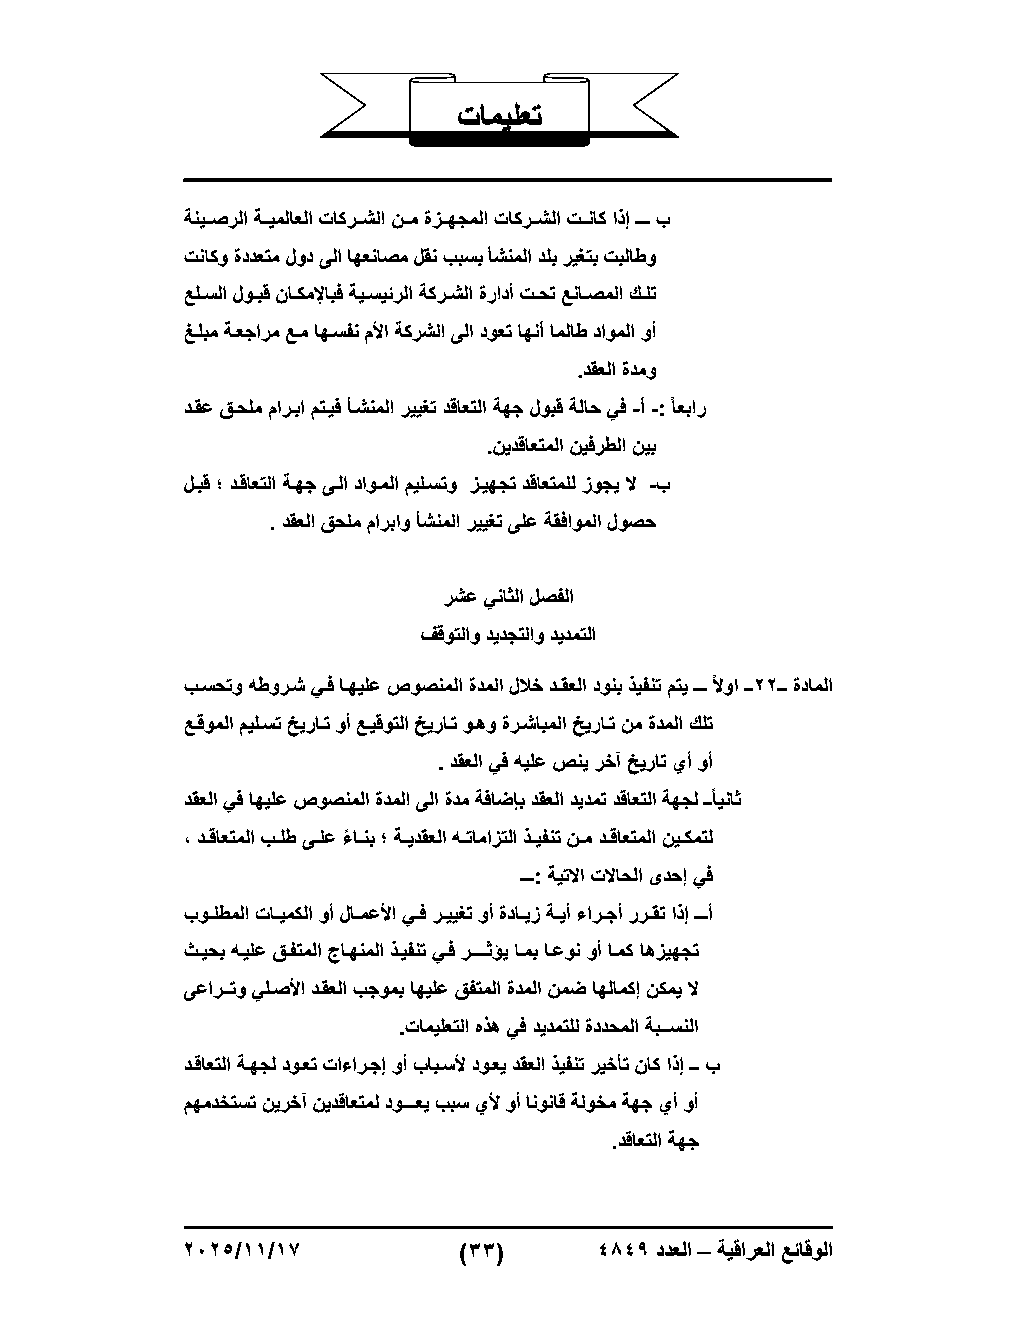 تعليمات
ب ــ إذا كانت الشركات المجهزة من الشركات العالمية الرصينة
وطالبت بتغير بلد المنشأ بسبب نقل مصانعها الى دول متعددة وكانت
تلك المصانع تحت أدارة الشركة الرئيسية فبالإمكان قبول السلع
أو المواد طالما أنها تعود الى الشركة الأم نفسها مع مراجعة مبلغ
ومدة العقد.
رابعاً :- أ- في حالة قبول جهة التعاقد تغيير المنشأ فيتم ابرام ملحق عقد
بين الطرفين المتعاقدين.
ب- لا يجوز للمتعاقد تجهيز وتسليم المواد الى جهة التعاقد ؛ قبل
حصول الموافقة على تغيير المنشأ وابرام ملحق العقد .
الفصل الثاني عشر
التمديد والتجديد والتوقف
المادة ــ٢٢ــ اولاً ــ يتم تنفيذ بنود العقد خلال المدة المنصوص عليها في شروطه وتحسب
تلك المدة من تاريخ المباشرة وهو تاريخ التوقيع أو تاريخ تسليم الموقع
أو أي تاريخ آخر ينص عليه في العقد .
ثانياًــ لجهة التعاقد تمديد العقد بإضافة مدة الى المدة المنصوص عليها في العقد
لتمكين المتعاقد من تنفيذ التزاماته العقدية ؛ بناءً على طلب المتعاقد ،
في إحدى الحالات الاتية :ــ
أــ إذا تقرر أجراء أية زيادة أو تغيير في الأعمال أو الكميات المطلوب
تجهيزها كما أو نوعا بما يؤثر في تنفيذ المنهاج المتفق عليه بحيث
لا يمكن إكمالها ضمن المدة المتفق عليها بموجب العقد الأصلي وتراعى
النسبة المحددة للتمديد في هذه التعليمات.
ب ــ إذا كان تأخير تنفيذ العقد يعود لأسباب أو إجراءات تعود لجهة التعاقد
أو أي جهة مخولة قانونا أو لأي سبب يعود لمتعاقدين آخرين تستخدمهم
جهة التعاقد.
الوقائع العراقية ــ العدد ٤٨٤٩ (٣٣) ٢٠٢٥/١١/١٧